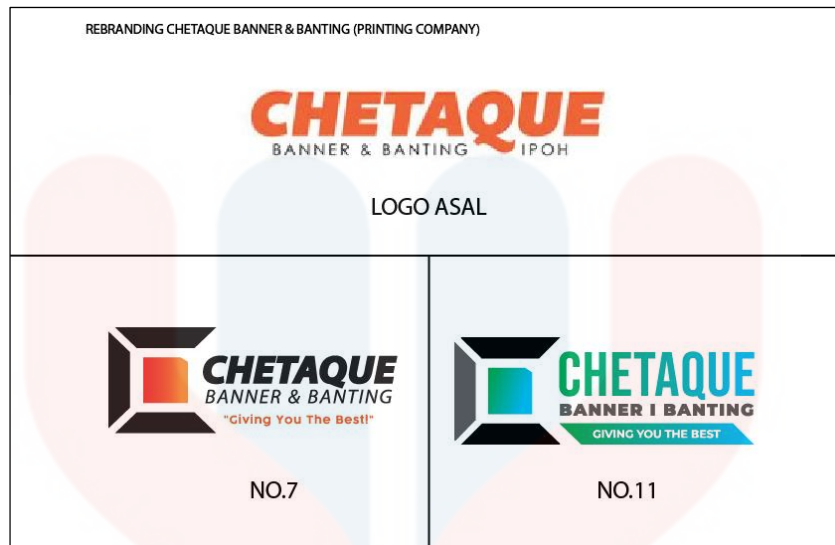 REBRANDING CHETAQUE BANNER & BANTING (PRINTING COMPANY)
CHETAQUE
BANNER & BANTING IPOH
LOGO ASAL
CHETAQUE
BANNER & BANTING
"Giving You The Best!"
NO.7
CHETAQUE
BANNER I BANTING
GIVING YOU THE BEST
NO.11